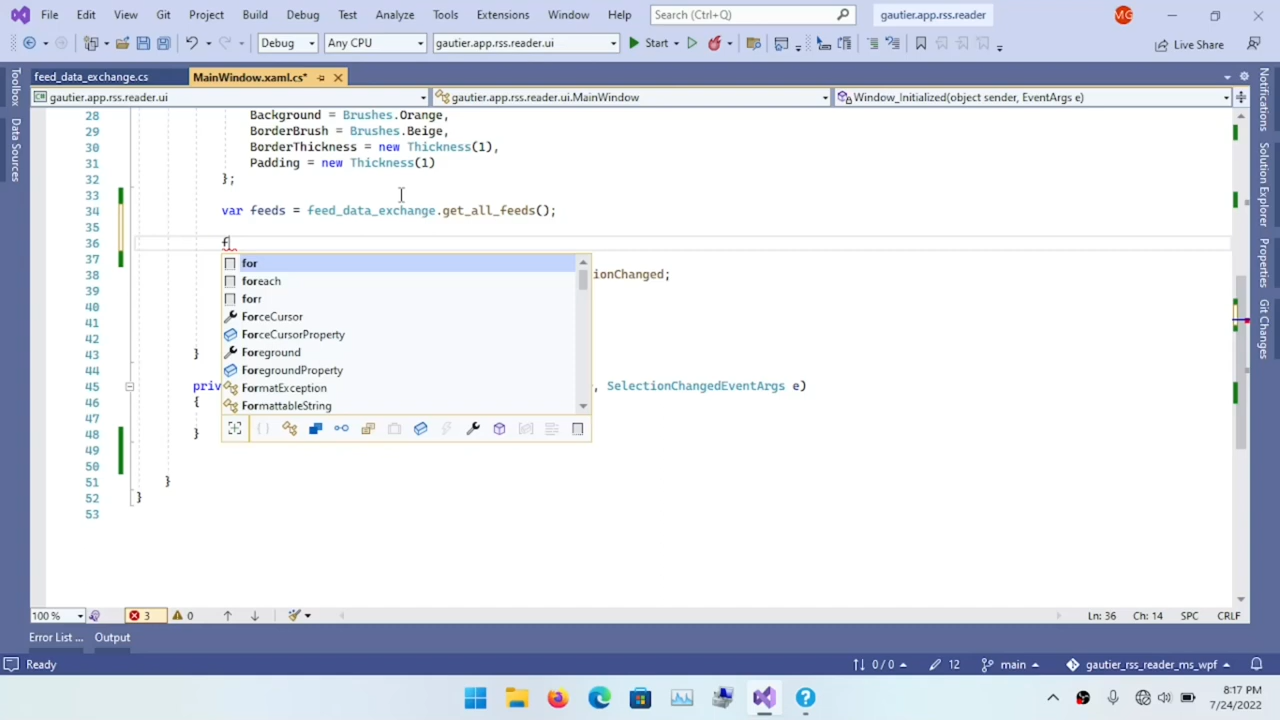 File Edit View Git Project Build Debug Test Analyze Tools Extensions Window Help Search (Ctrl+Q) gautier.app.rss.reader MG
Debug Any CPU gautier.app.rss.reader.ui Start Live Share
feed_data_exchange.cs MainWindow.xaml.cs*
gautier.app.rss.reader.ui gautier.app.rss.reader.ui.MainWindow Window_Initialized(object sender, EventArgs e)
Toolbox
Data Sources
Notifications
Solution Explorer
Properties
Git Changes
28 Background = Brushes.Orange,
29 BorderBrush = Brushes.Beige,
30 BorderThickness = new Thickness(1),
31 Padding = new Thickness(1)
32 };
33
34 var feeds = feed_data_exchange.get_all_feeds();
35
36 f
37
38 ionChanged;
39
40
41
42
43 }
44
45 priv , SelectionChangedEventArgs e)
46 {
47
48 }
49
50
51 }
52 }
53
for
foreach
forr
ForceCursor
ForceCursorProperty
Foreground
ForegroundProperty
FormatException
FormattableString
100 % 3 0 Ln: 36 Ch: 14 SPC CRLF
Error List ... Output
Ready 0 / 0 12 main gautier_rss_reader_ms_wpf
8:17 PM
7/24/2022